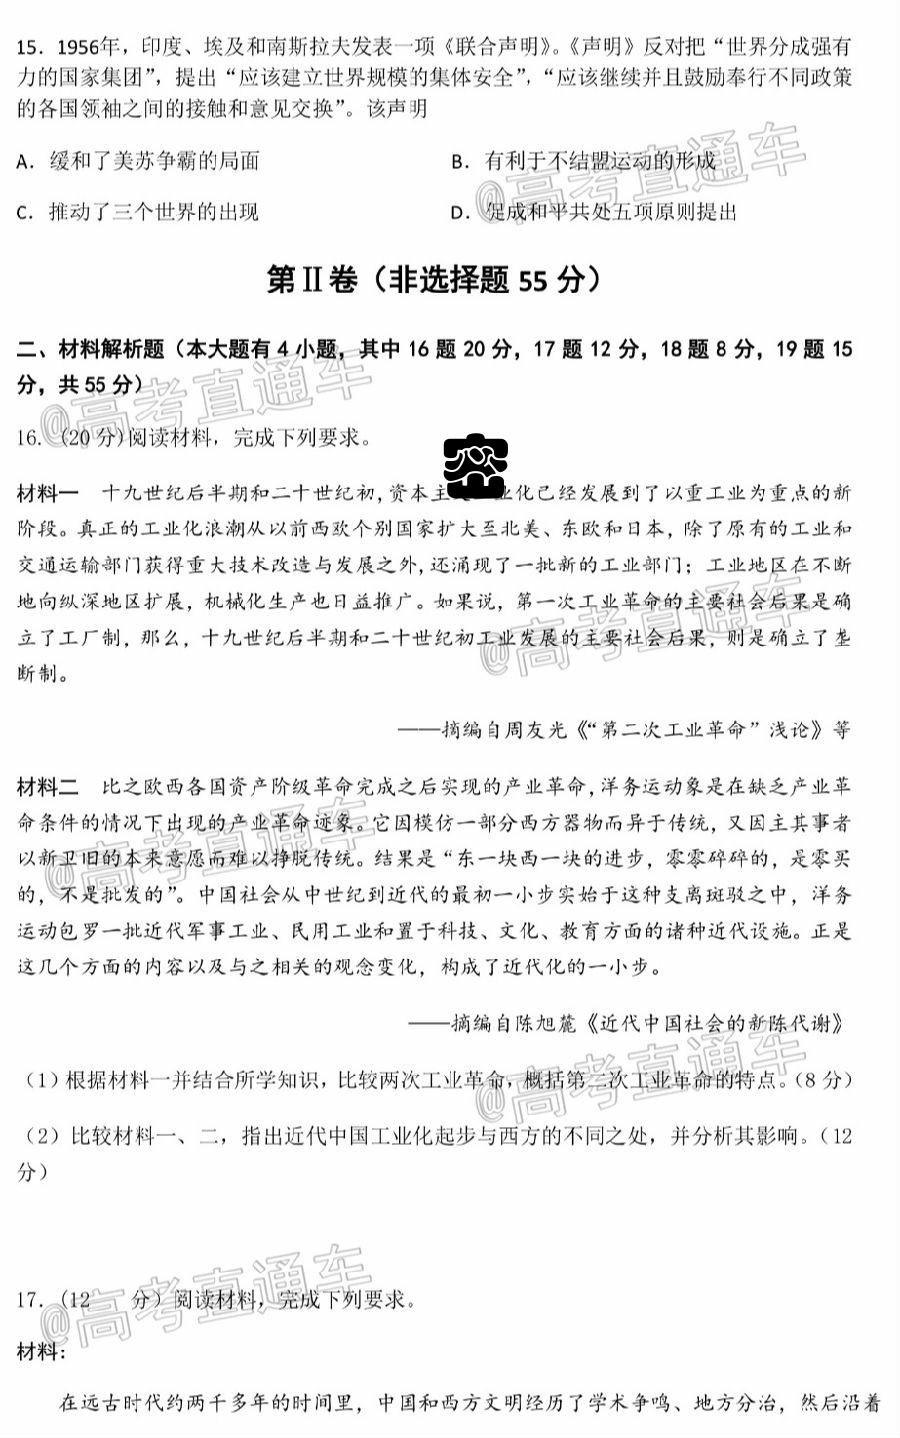 15. 1956年，印度、埃及和南斯拉夫发表一项《联合声明》。《声明》反对把“世界分成强有
力的国家集团”，提出“应该建立世界规模的集体安全”，“应该继续并且鼓励奉行不同政策
的各国领袖之间的接触和意见交换”。该声明
A．缓和了美苏争霸的局面 B．有利于不结盟运动的形成
C．推动了三个世界的出现 D．促成和平共处五项原则提出
@高考直通车
第Ⅱ卷（非选择题 55 分）
二、材料解析题（本大题有 4 小题，其中 16 题 20 分，17 题 12 分，18 题 8 分，19 题 15
分，共 55 分）
@高考直通车
16. (20 分)阅读材料，完成下列要求。
密
材料一 十九世纪后半期和二十世纪初，资本主 业化已经发展到了以重工业为重点的新
阶段。真正的工业化浪潮从以前西欧个别国家扩大至北美、东欧和日本，除了原有的工业和
交通运输部门获得重大技术改造与发展之外，还涌现了一批新的工业部门；工业地区在不断
地向纵深地区扩展，机械化生产也日益推广。如果说，第一次工业革命的主要社会后果是确
立了工厂制，那么，十九世纪后半期和二十世纪初工业发展的主要社会后果，则是确立了垄
断制。
@高考直通车
——摘编自周友光《“第二次工业革命”浅论》等
材料二 比之欧西各国资产阶级革命完成之后实现的产业革命，洋务运动象是在缺乏产业革
命条件的情况下出现的产业革命迹象。它因模仿一部分西方器物而异于传统，又因主其事者
以新卫旧的本来意愿而难以挣脱传统。结果是“东一块西一块的进步，零零碎碎的，是零买
的，不是批发的”。中国社会从中世纪到近代的最初一小步实始于这种支离斑驳之中，洋务
运动包罗一批近代军事工业、民用工业和置于科技、文化、教育方面的诸种近代设施。正是
这几个方面的内容以及与之相关的观念变化，构成了近代化的一小步。
@高考直通车
——摘编自陈旭麓《近代中国社会的新陈代谢》
（1）根据材料一并结合所学知识，比较两次工业革命，概括第二次工业革命的特点。（8 分）
@高考直通车
（2）比较材料一、二，指出近代中国工业化起步与西方的不同之处，并分析其影响。（12
分）
17．(12 分）阅读材料，完成下列要求。
@高考直通车
材料：
在远古时代约两千多年的时间里，中国和西方文明经历了学术争鸣、地方分治，然后沿着